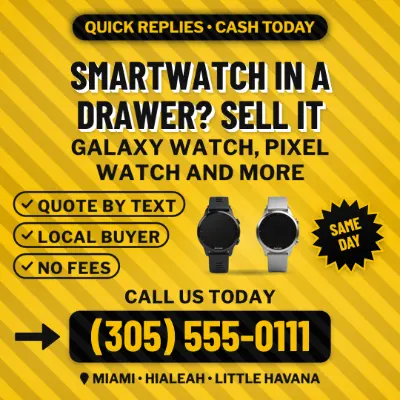 QUICK REPLIES • CASH TODAY
SMARTWATCH IN A
DRAWER? SELL IT
GALAXY WATCH, PIXEL
WATCH AND MORE
QUOTE BY TEXT
LOCAL BUYER
NO FEES
SAME
DAY
CALL US TODAY
(305) 555-0111
MIAMI • HIALEAH • LITTLE HAVANA